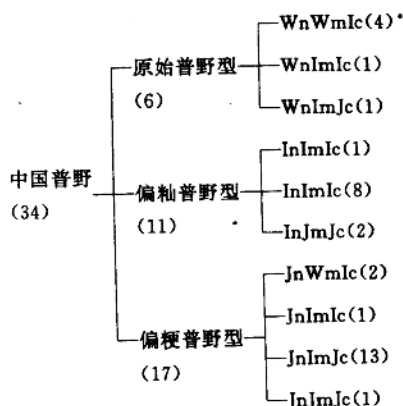 中国普野
(34)
原始普野型
(6)
WnWmIc(4)*
WnImIc(1)
WnImJc(1)
偏籼普野型
(11)
InImIc(1)
InImIc(8)
InJmJc(2)
偏粳普野型
(17)
JnWmIc(2)
JnImIc(1)
JnImJc(13)
JnJmJc(1)